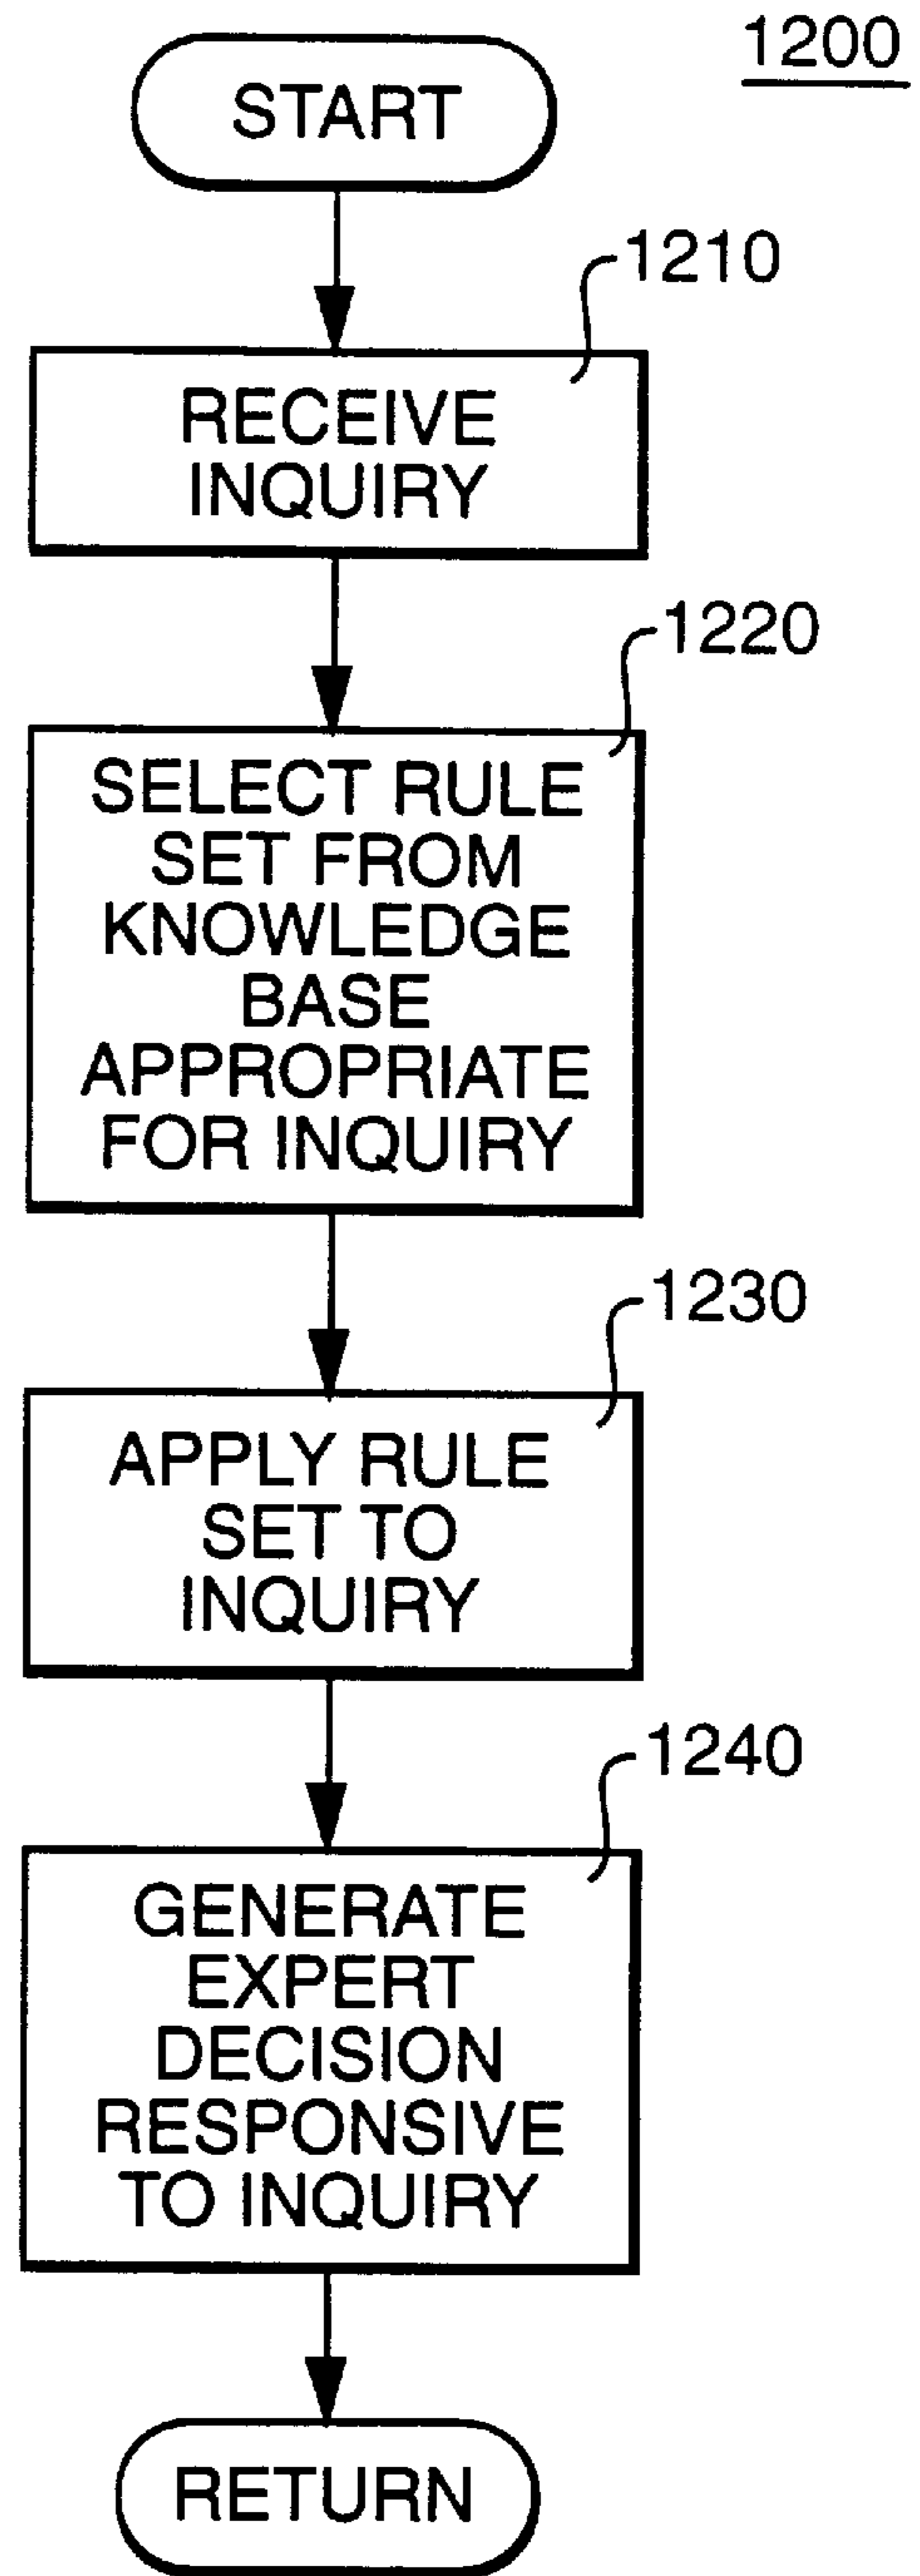 1200
START
1210
RECEIVE
INQUIRY
1220
SELECT RULE
SET FROM
KNOWLEDGE
BASE
APPROPRIATE
FOR INQUIRY
1230
APPLY RULE
SET TO
INQUIRY
1240
GENERATE
EXPERT
DECISION
RESPONSIVE
TO INQUIRY
RETURN